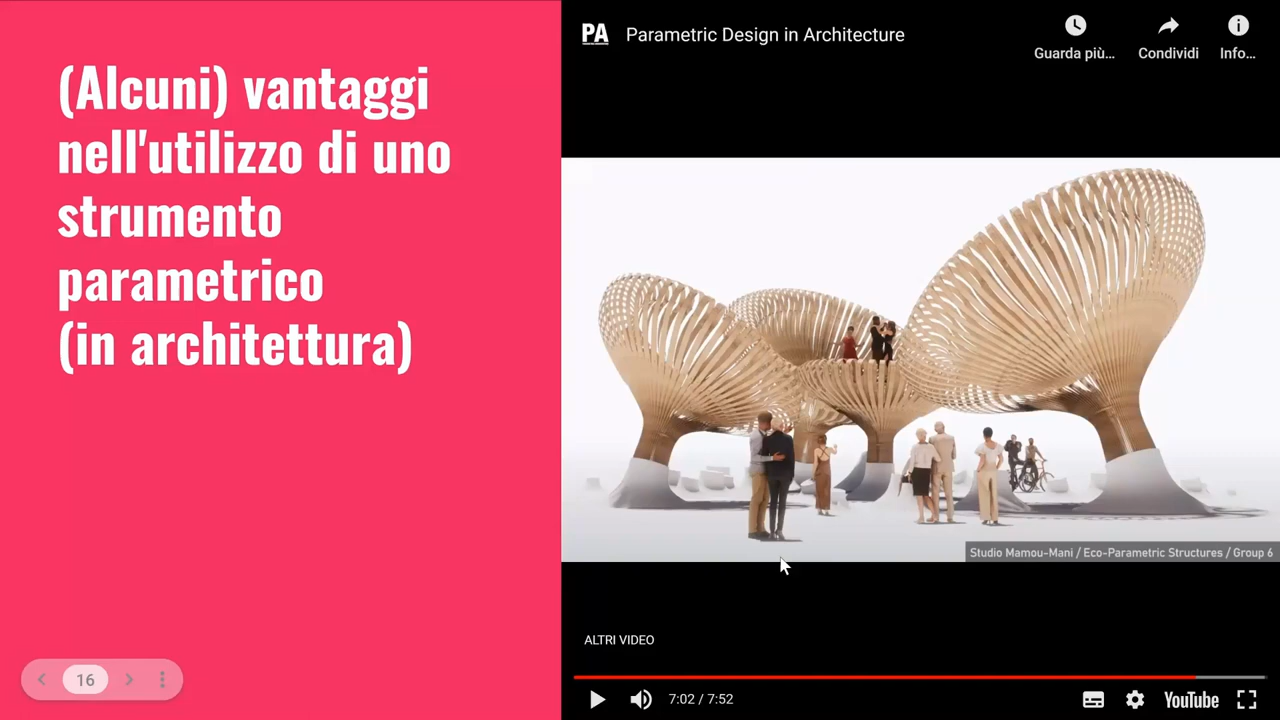 (Alcuni) vantaggi
nell'utilizzo di uno
strumento
parametrico
(in architettura)
16
PA
Parametric Design in Architecture
Guarda più...
Condividi
Info...
Studio Mamou-Mani / Eco-Parametric Structures / Group 6
ALTRI VIDEO
7:02 / 7:52
YouTube